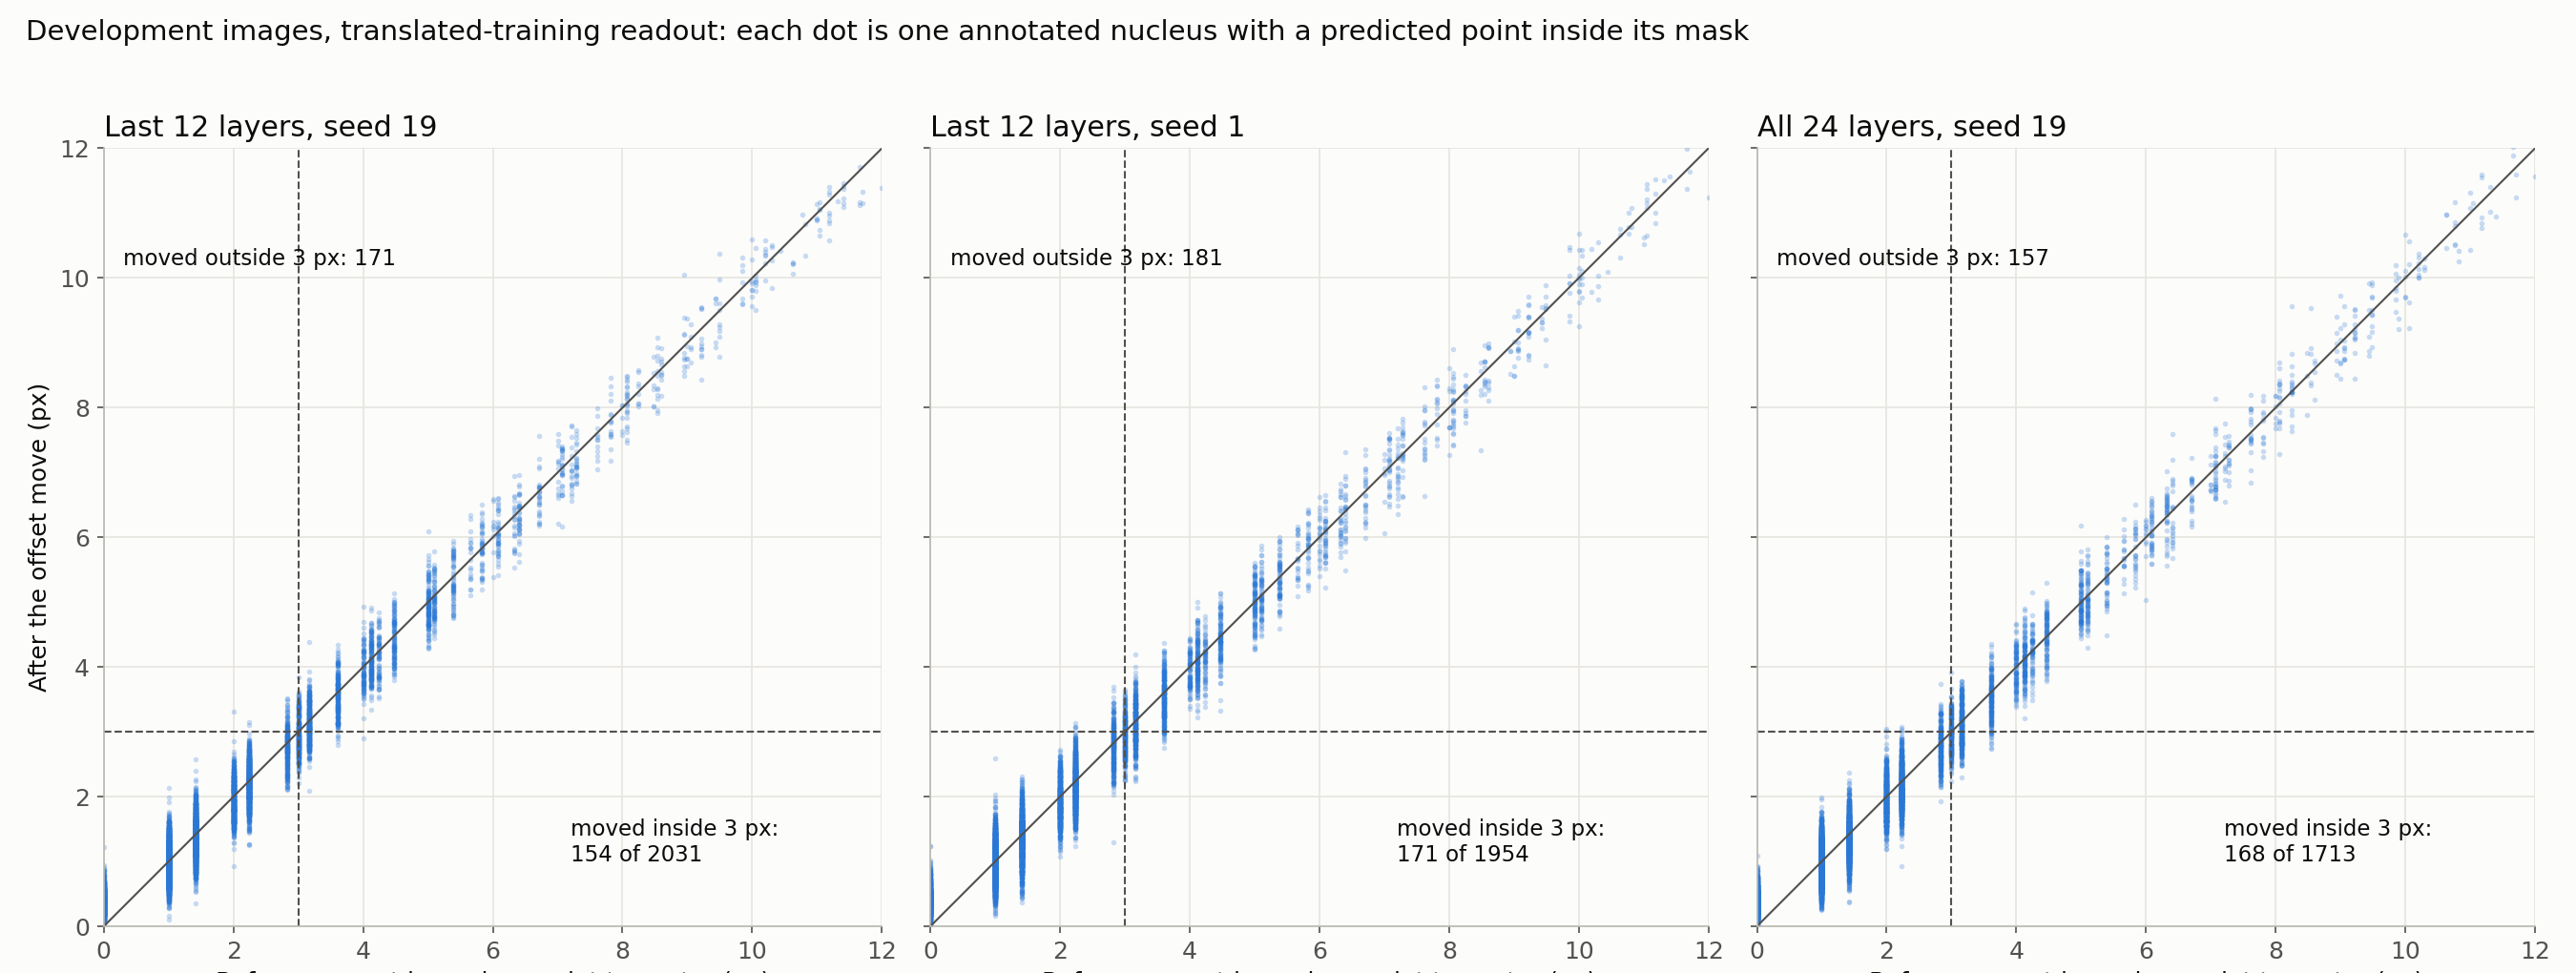 Development images, translated-training readout: each dot is one annotated nucleus with a predicted point inside its mask
Last 12 layers, seed 19
Last 12 layers, seed 1
All 24 layers, seed 19
After the offset move (px)
12
10
8
6
4
2
0
moved outside 3 px: 171
moved inside 3 px:
154 of 2031
0 2 4 6 8 10 12
moved outside 3 px: 181
moved inside 3 px:
171 of 1954
0 2 4 6 8 10 12
moved outside 3 px: 157
moved inside 3 px:
168 of 1713
0 2 4 6 8 10 12